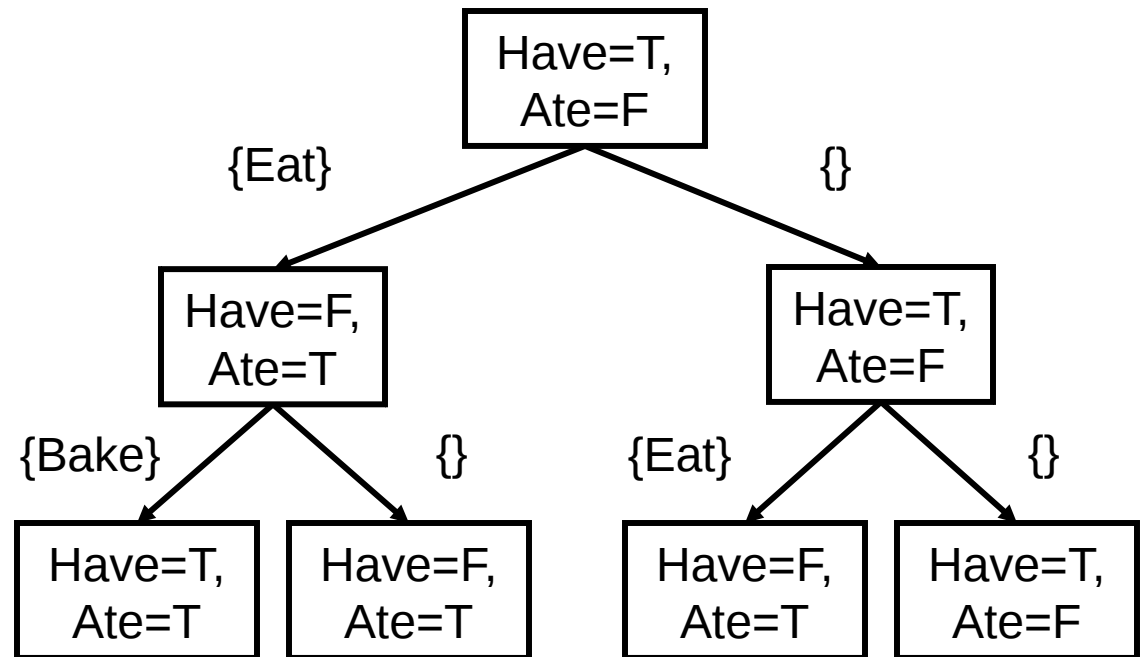 Have=T,
Ate=F
{Eat}
{}
Have=F,
Ate=T
Have=T,
Ate=F
{Bake}
{}
{Eat}
{}
Have=T,
Ate=T
Have=F,
Ate=T
Have=F,
Ate=T
Have=T,
Ate=F